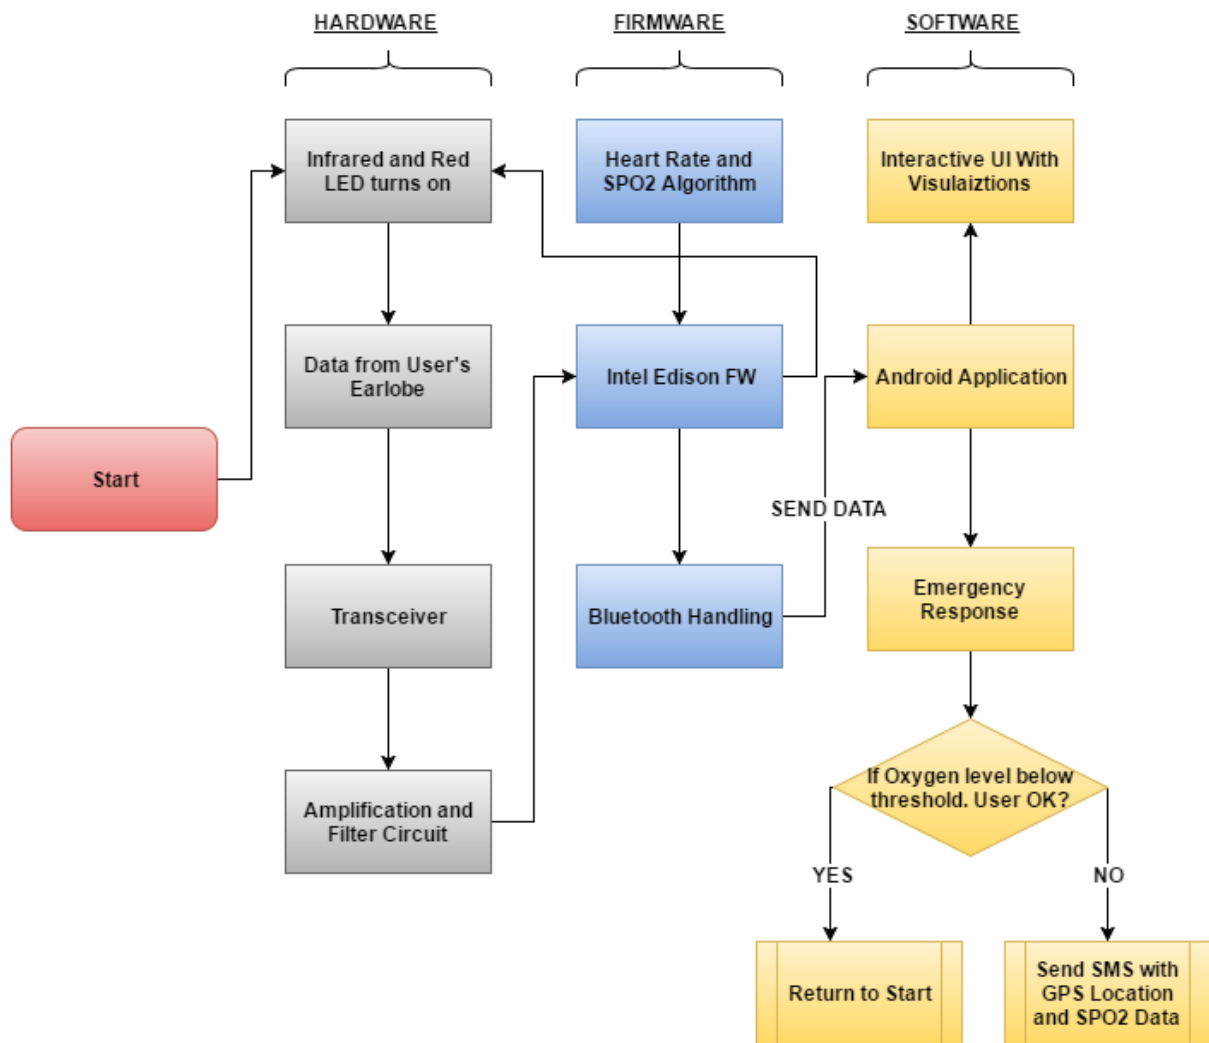 HARDWARE
FIRMWARE
SOFTWARE
Infrared and Red
LED turns on
Heart Rate and
SPO2 Algorithm
Interactive UI With
Visulaiztions
Data from User's
Earlobe
Intel Edison FW
Android Application
Start
SEND DATA
Transceiver
Bluetooth Handling
Emergency
Response
Amplification and
Filter Circuit
If Oxygen level below
threshold. User OK?
YES
NO
Return to Start
Send SMS with
GPS Location
and SPO2 Data